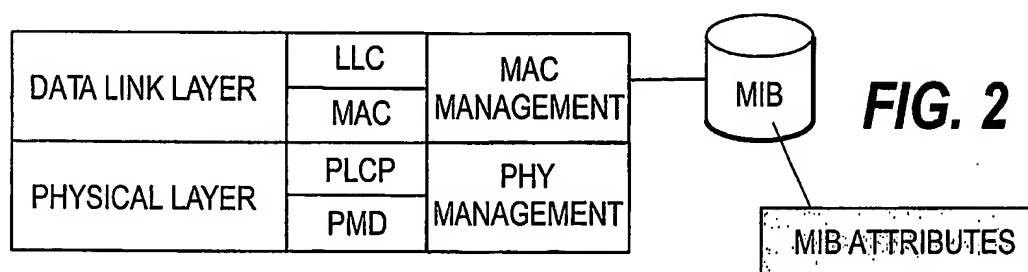 DATA LINK LAYER
LLC
MAC
MAC
MANAGEMENT
PHYSICAL LAYER
PLCP
PMD
PHY
MANAGEMENT
MIB
FIG. 2
MIB ATTRIBUTES